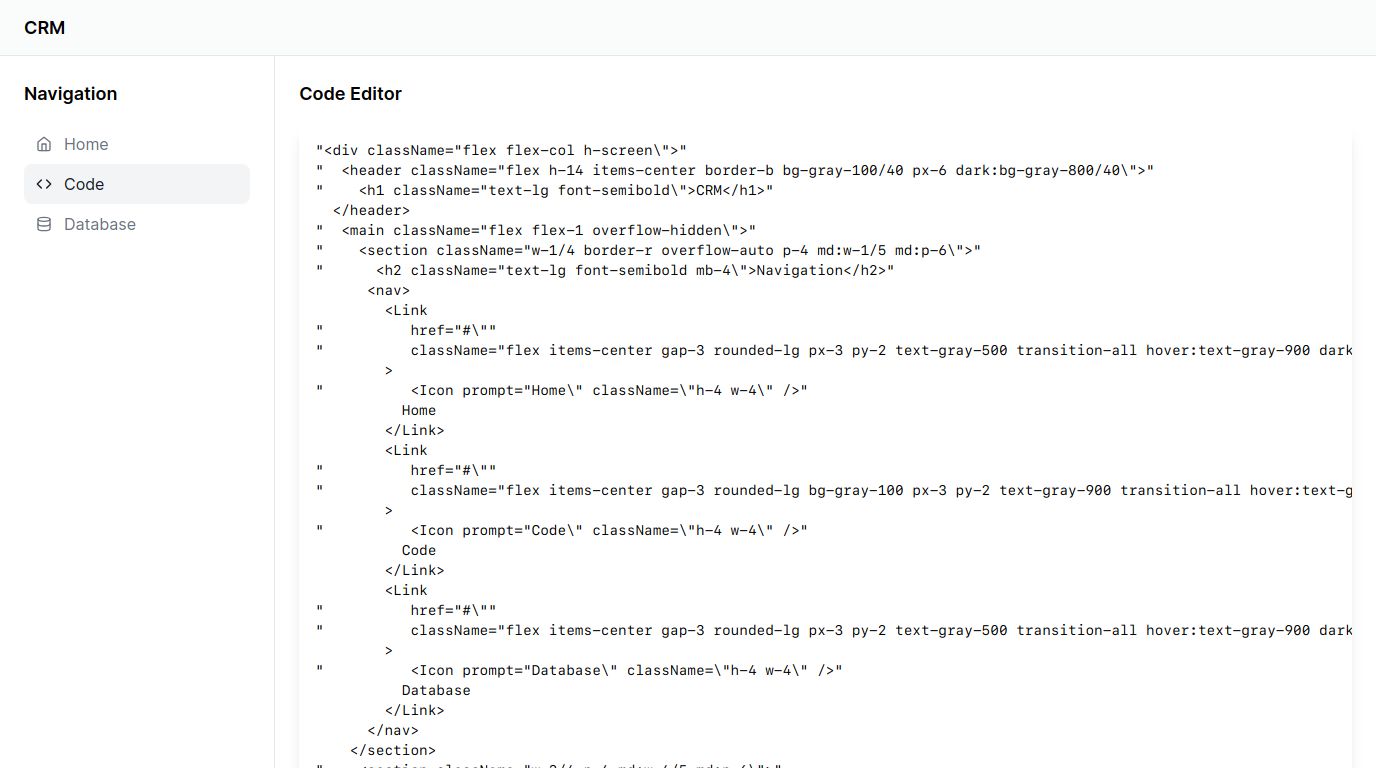 CRM
Navigation
Home
Code
Database
Code Editor
"<div className="flex flex-col h-screen\">"
"  <header className="flex h-14 items-center border-b bg-gray-100/40 px-6 dark:bg-gray-800/40\">"
"    <h1 className="text-lg font-semibold\">CRM</h1>"
  </header>
"  <main className="flex flex-1 overflow-hidden\">"
"    <section className="w-1/4 border-r overflow-auto p-4 md:w-1/5 md:p-6\">"
"      <h2 className="text-lg font-semibold mb-4\">Navigation</h2>"
      <nav>
        <Link
"          href="#\""
"          className="flex items-center gap-3 rounded-lg px-3 py-2 text-gray-500 transition-all hover:text-gray-900 dark
        >
"          <Icon prompt="Home\" className=\"h-4 w-4\" />"
          Home
        </Link>
        <Link
"          href="#\""
"          className="flex items-center gap-3 rounded-lg bg-gray-100 px-3 py-2 text-gray-900 transition-all hover:text-g
        >
"          <Icon prompt="Code\" className=\"h-4 w-4\" />"
          Code
        </Link>
        <Link
"          href="#\""
"          className="flex items-center gap-3 rounded-lg px-3 py-2 text-gray-500 transition-all hover:text-gray-900 dark
        >
"          <Icon prompt="Database\" className=\"h-4 w-4\" />"
          Database
        </Link>
      </nav>
    </section>